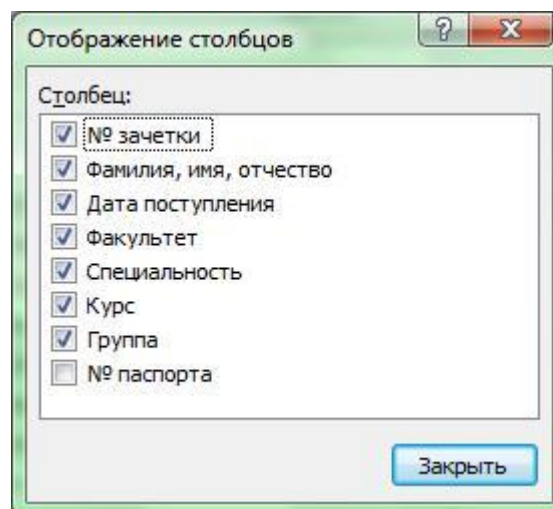 Отображение столбцов
Столбец:
№ зачетки
Фамилия, имя, отчество
Дата поступления
Факультет
Специальность
Курс
Группа
№ паспорта
Закрыть